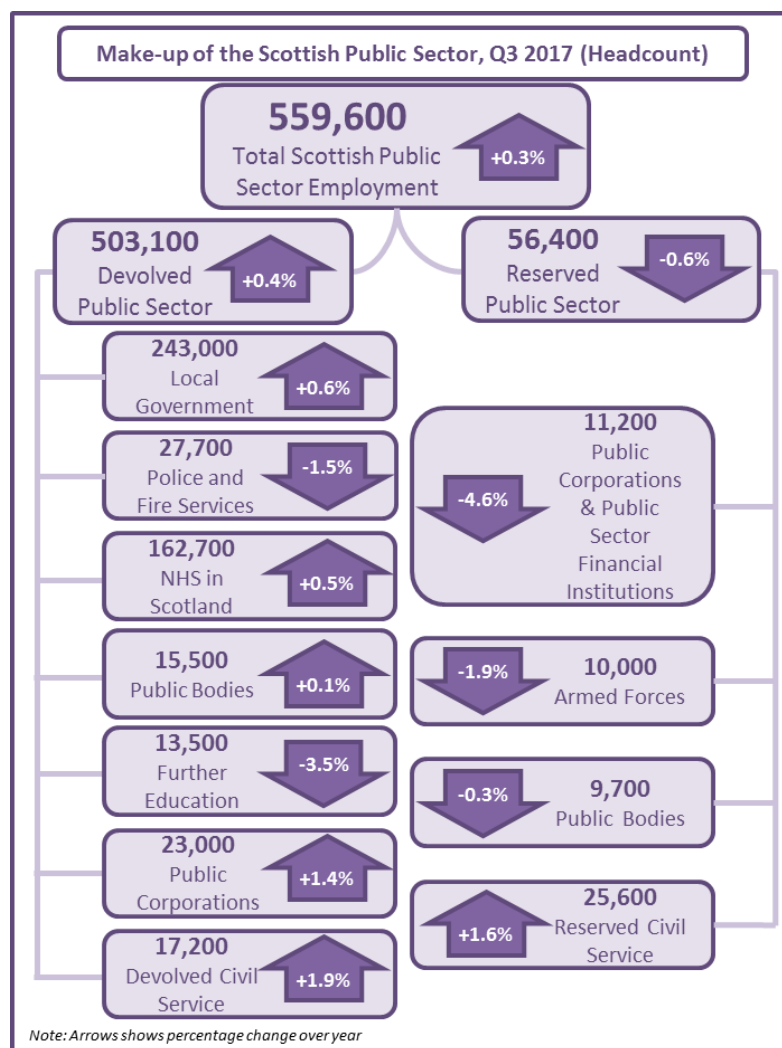 Make-up of the Scottish Public Sector, Q3 2017 (Headcount)
559,600
Total Scottish Public
Sector Employment
+0.3%
503,100
Devolved
Public Sector
+0.4%
56,400
Reserved
Public Sector
-0.6%
243,000
Local
Government
+0.6%
27,700
Police and
Fire Services
-1.5%
162,700
NHS in
Scotland
+0.5%
15,500
Public Bodies
+0.1%
13,500
Further
Education
-3.5%
23,000
Public
Corporations
+1.4%
17,200
Devolved Civil
Service
+1.9%
11,200
Public
Corporations
& Public
Sector
Financial
Institutions
-4.6%
-1.9%
10,000
Armed Forces
-0.3%
9,700
Public Bodies
+1.6%
25,600
Reserved Civil
Service
Note: Arrows shows percentage change over year